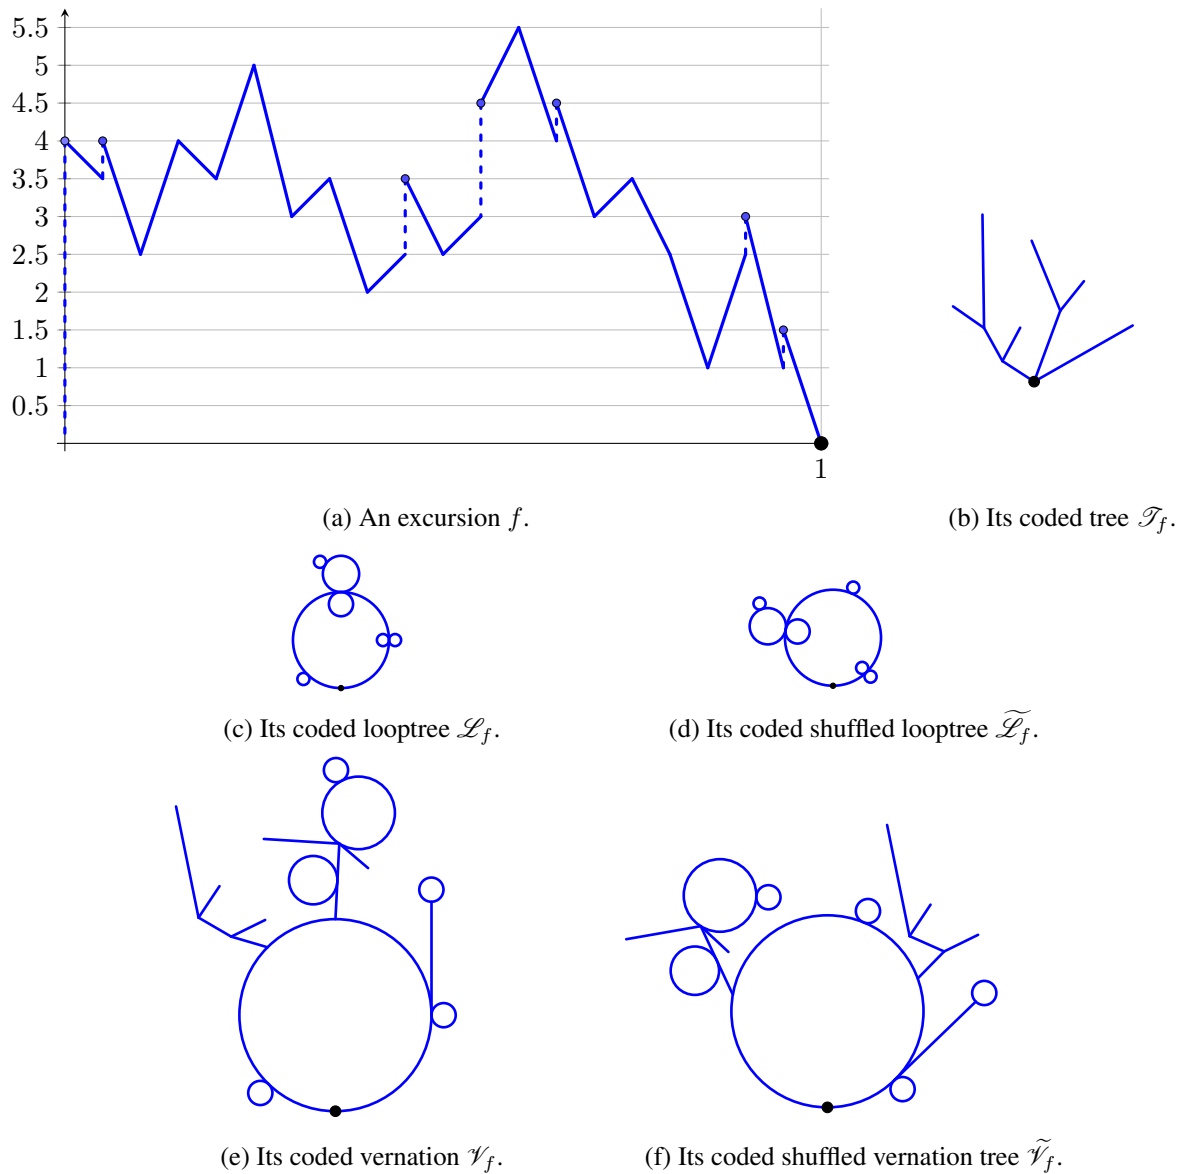 5.5
5
4.5
4
3.5
3
2.5
2
1.5
1
0.5
1
(a) An excursion f.
(b) Its coded tree 𝒯_f.
(c) Its coded looptree ℒ_f.
(d) Its coded shuffled looptree ℒ̃_f.
(e) Its coded vernation 𝒱_f.
(f) Its coded shuffled vernation tree 𝒱̃_f.